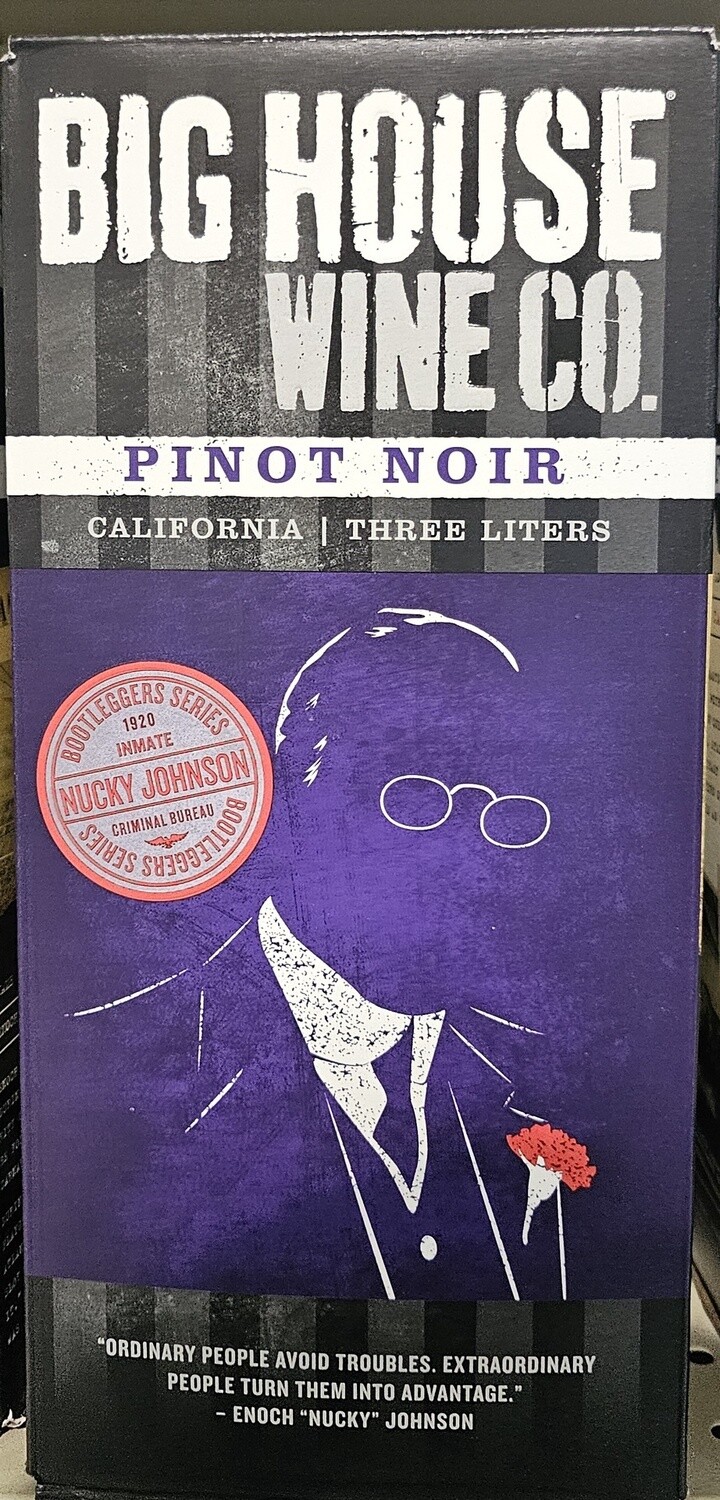 BIG HOUSE®
WINE CO.
PINOT NOIR
CALIFORNIA | THREE LITERS
BOOTLEGGERS SERIES
1920
INMATE
NUCKY JOHNSON
CRIMINAL BUREAU
BOOTLEGGERS SERIES
“ORDINARY PEOPLE AVOID TROUBLES. EXTRAORDINARY
PEOPLE TURN THEM INTO ADVANTAGE.”
– ENOCH “NUCKY” JOHNSON